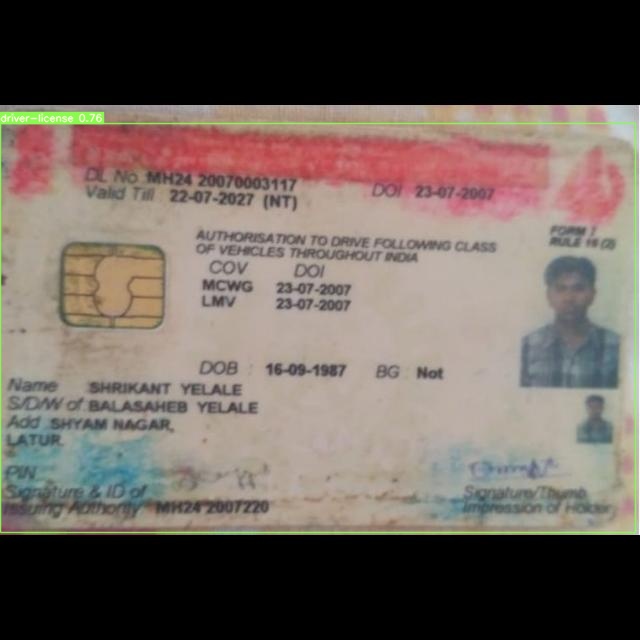 driver-license 0.76
DL No MH24 20070003117 DOI 23-07-2007
Valid Till 22-07-2027 (NT)
FORM 7
RULE 16 (2)
AUTHORISATION TO DRIVE FOLLOWING CLASS
OF VEHICLES THROUGHOUT INDIA
COV DOI
MCWG 23-07-2007
LMV 23-07-2007
DOB : 16-09-1987 BG Not
Name SHRIKANT YELALE
S/D/W of BALASAHEB YELALE
Add SHYAM NAGAR,
LATUR.
PIN
Signature & ID of
Issuing Authority MH24 2007220
Signature/Thumb
Impression of Holder